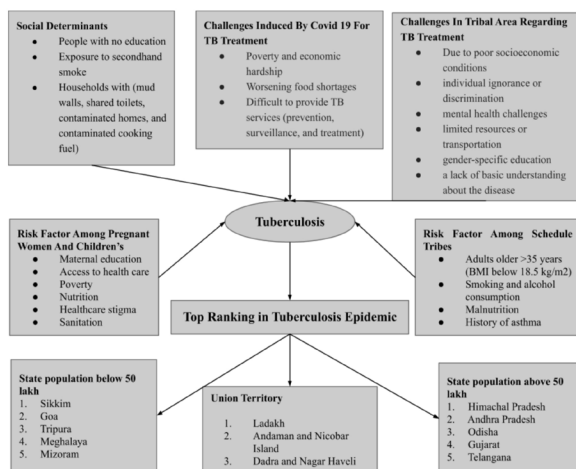 Social Determinants
● People with no education
● Exposure to secondhand
smoke
● Households with (mud
walls, shared toilets,
contaminated homes, and
contaminated cooking
fuel)
Challenges Induced By Covid 19 For
TB Treatment
● Poverty and economic
hardship
● Worsening food shortages
● Difficult to provide TB
services (prevention,
surveillance, and treatment)
Challenges In Tribal Area Regarding
TB Treatment
● Due to poor socioeconomic
conditions
● individual ignorance or
discrimination
● mental health challenges
● limited resources or
transportation
● gender-specific education
● a lack of basic understanding
about the disease
Tuberculosis
Risk Factor Among Pregnant
Women And Children's
● Maternal education
● Access to health care
● Poverty
● Nutrition
● Healthcare stigma
● Sanitation
Risk Factor Among Schedule
Tribes
● Adults older >35 years
(BMI below 18.5 kg/m2)
● Smoking and alcohol
consumption
● Malnutrition
● History of asthma
Top Ranking in Tuberculosis Epidemic
State population below 50
lakh
1. Sikkim
2. Goa
3. Tripura
4. Meghalaya
5. Mizoram
Union Territory
1. Ladakh
2. Andaman and Nicobar
Island
3. Dadra and Nagar Haveli
State population above 50
lakh
1. Himachal Pradesh
2. Andhra Pradesh
3. Odisha
4. Gujarat
5. Telangana